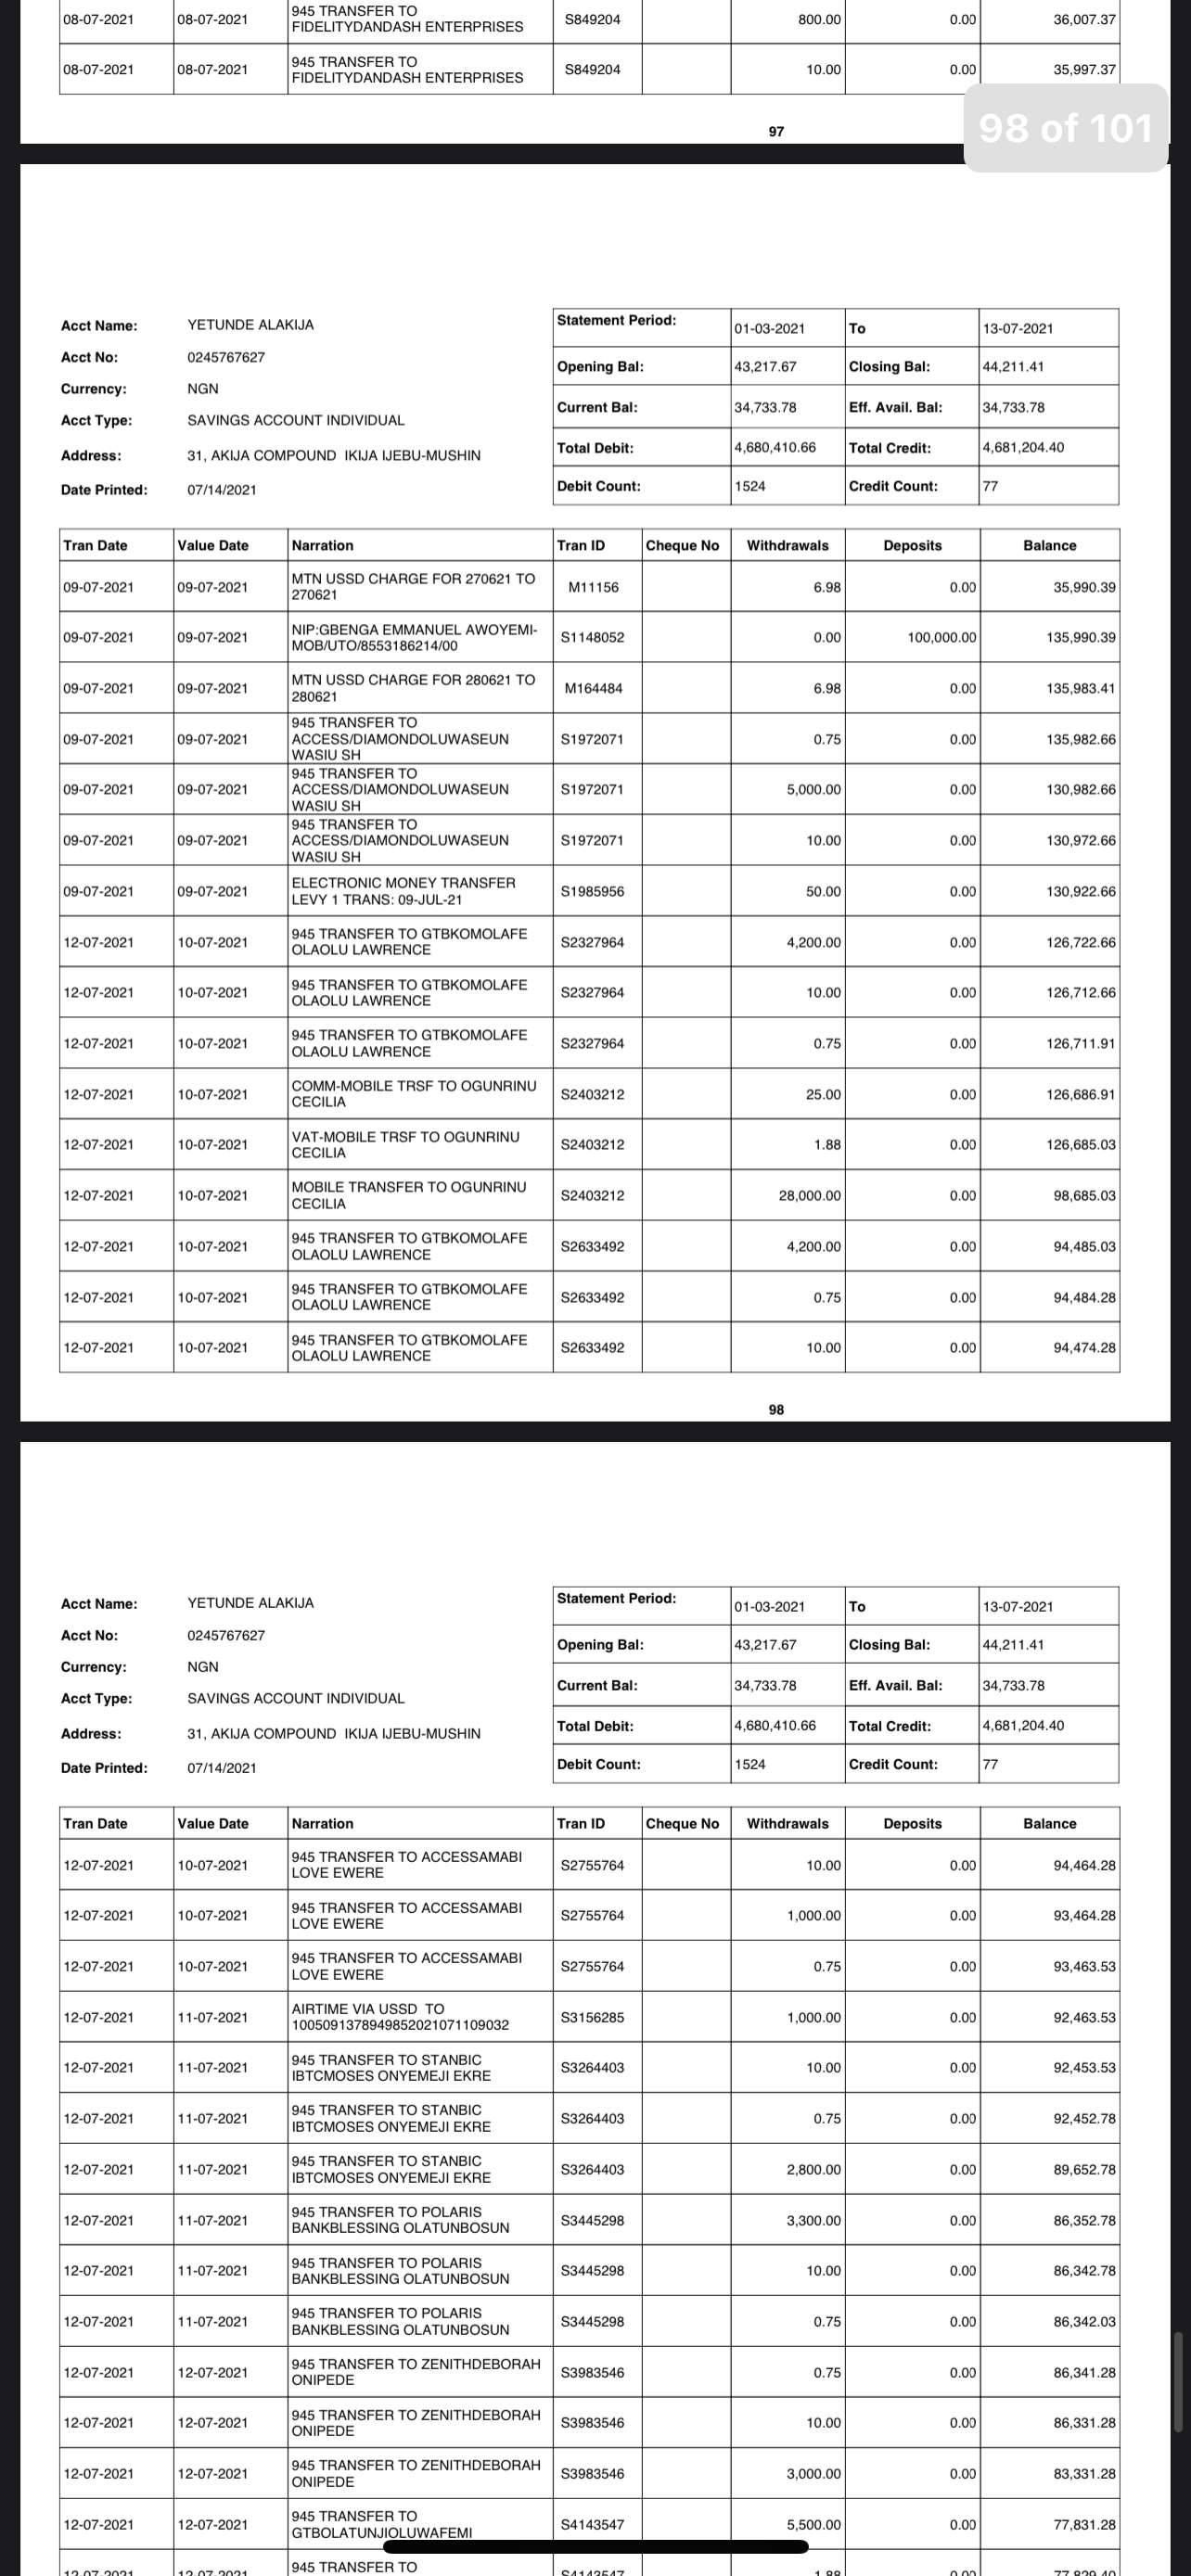 08-07-2021 08-07-2021 945 TRANSFER TO FIDELITYDANDASH ENTERPRISES S849204 800.00 0.00 36,007.37
08-07-2021 08-07-2021 945 TRANSFER TO FIDELITYDANDASH ENTERPRISES S849204 10.00 0.00 35,997.37
97
98 of 101
Acct Name: YETUNDE ALAKIJA
Acct No: 0245767627
Currency: NGN
Acct Type: SAVINGS ACCOUNT INDIVIDUAL
Address: 31, AKIJA COMPOUND IKIJA IJEBU-MUSHIN
Date Printed: 07/14/2021
Statement Period: 01-03-2021 To 13-07-2021
Opening Bal: 43,217.67 Closing Bal: 44,211.41
Current Bal: 34,733.78 Eff. Avail. Bal: 34,733.78
Total Debit: 4,680,410.66 Total Credit: 4,681,204.40
Debit Count: 1524 Credit Count: 77
Tran Date Value Date Narration Tran ID Cheque No Withdrawals Deposits Balance
09-07-2021 09-07-2021 MTN USSD CHARGE FOR 270621 TO 270621 M11156 6.98 0.00 35,990.39
09-07-2021 09-07-2021 NIP:GBENGA EMMANUEL AWOYEMI-MOB/UTO/8553186214/00 S1148052 0.00 100,000.00 135,990.39
09-07-2021 09-07-2021 MTN USSD CHARGE FOR 280621 TO 280621 M164484 6.98 0.00 135,983.41
09-07-2021 09-07-2021 945 TRANSFER TO ACCESS/DIAMONDOLUWASEUN WASIU SH S1972071 0.75 0.00 135,982.66
09-07-2021 09-07-2021 945 TRANSFER TO ACCESS/DIAMONDOLUWASEUN WASIU SH S1972071 5,000.00 0.00 130,982.66
09-07-2021 09-07-2021 945 TRANSFER TO ACCESS/DIAMONDOLUWASEUN WASIU SH S1972071 10.00 0.00 130,972.66
09-07-2021 09-07-2021 ELECTRONIC MONEY TRANSFER LEVY 1 TRANS: 09-JUL-21 S1985956 50.00 0.00 130,922.66
12-07-2021 10-07-2021 945 TRANSFER TO GTBKOMOLAFE OLAOLU LAWRENCE S2327964 4,200.00 0.00 126,722.66
12-07-2021 10-07-2021 945 TRANSFER TO GTBKOMOLAFE OLAOLU LAWRENCE S2327964 10.00 0.00 126,712.66
12-07-2021 10-07-2021 945 TRANSFER TO GTBKOMOLAFE OLAOLU LAWRENCE S2327964 0.75 0.00 126,711.91
12-07-2021 10-07-2021 COMM-MOBILE TRSF TO OGUNRINU CECILIA S2403212 25.00 0.00 126,686.91
12-07-2021 10-07-2021 VAT-MOBILE TRSF TO OGUNRINU CECILIA S2403212 1.88 0.00 126,685.03
12-07-2021 10-07-2021 MOBILE TRANSFER TO OGUNRINU CECILIA S2403212 28,000.00 0.00 98,685.03
12-07-2021 10-07-2021 945 TRANSFER TO GTBKOMOLAFE OLAOLU LAWRENCE S2633492 4,200.00 0.00 94,485.03
12-07-2021 10-07-2021 945 TRANSFER TO GTBKOMOLAFE OLAOLU LAWRENCE S2633492 0.75 0.00 94,484.28
12-07-2021 10-07-2021 945 TRANSFER TO GTBKOMOLAFE OLAOLU LAWRENCE S2633492 10.00 0.00 94,474.28
98
Acct Name: YETUNDE ALAKIJA
Acct No: 0245767627
Currency: NGN
Acct Type: SAVINGS ACCOUNT INDIVIDUAL
Address: 31, AKIJA COMPOUND IKIJA IJEBU-MUSHIN
Date Printed: 07/14/2021
Statement Period: 01-03-2021 To 13-07-2021
Opening Bal: 43,217.67 Closing Bal: 44,211.41
Current Bal: 34,733.78 Eff. Avail. Bal: 34,733.78
Total Debit: 4,680,410.66 Total Credit: 4,681,204.40
Debit Count: 1524 Credit Count: 77
Tran Date Value Date Narration Tran ID Cheque No Withdrawals Deposits Balance
12-07-2021 10-07-2021 945 TRANSFER TO ACCESSAMABI LOVE EWERE S2755764 10.00 0.00 94,464.28
12-07-2021 10-07-2021 945 TRANSFER TO ACCESSAMABI LOVE EWERE S2755764 1,000.00 0.00 93,464.28
12-07-2021 10-07-2021 945 TRANSFER TO ACCESSAMABI LOVE EWERE S2755764 0.75 0.00 93,463.53
12-07-2021 11-07-2021 AIRTIME VIA USSD TO 1005091378949852021071109032 S3156285 1,000.00 0.00 92,463.53
12-07-2021 11-07-2021 945 TRANSFER TO STANBIC IBTCMOSES ONYEMEJI EKRE S3264403 10.00 0.00 92,453.53
12-07-2021 11-07-2021 945 TRANSFER TO STANBIC IBTCMOSES ONYEMEJI EKRE S3264403 0.75 0.00 92,452.78
12-07-2021 11-07-2021 945 TRANSFER TO STANBIC IBTCMOSES ONYEMEJI EKRE S3264403 2,800.00 0.00 89,652.78
12-07-2021 11-07-2021 945 TRANSFER TO POLARIS BANKBLESSING OLATUNBOSUN S3445298 3,300.00 0.00 86,352.78
12-07-2021 11-07-2021 945 TRANSFER TO POLARIS BANKBLESSING OLATUNBOSUN S3445298 10.00 0.00 86,342.78
12-07-2021 11-07-2021 945 TRANSFER TO POLARIS BANKBLESSING OLATUNBOSUN S3445298 0.75 0.00 86,342.03
12-07-2021 12-07-2021 945 TRANSFER TO ZENITHDEBORAH ONIPEDE S3983546 0.75 0.00 86,341.28
12-07-2021 12-07-2021 945 TRANSFER TO ZENITHDEBORAH ONIPEDE S3983546 10.00 0.00 86,331.28
12-07-2021 12-07-2021 945 TRANSFER TO ZENITHDEBORAH ONIPEDE S3983546 3,000.00 0.00 83,331.28
12-07-2021 12-07-2021 945 TRANSFER TO GTBOLATUNJIOLUWAFEMI S4143547 5,500.00 0.00 77,831.28
12-07-2021 12-07-2021 945 TRANSFER TO S4143547 1.88 0.00 77,829.40